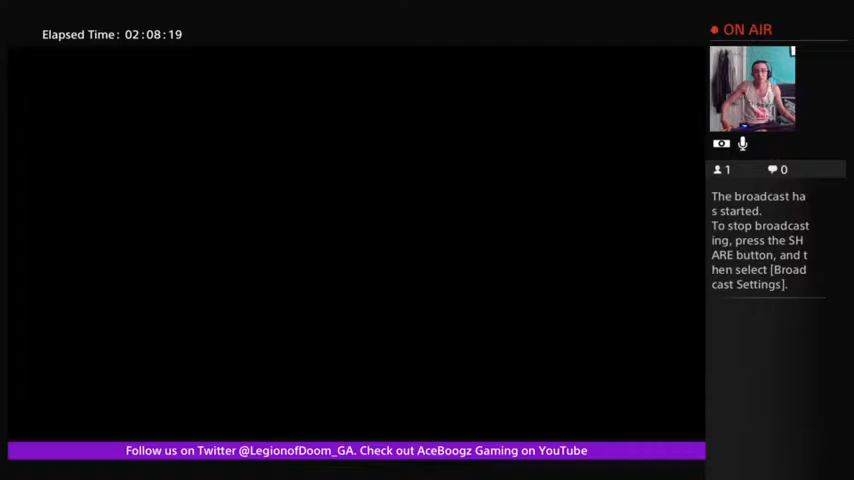 Elapsed Time: 02:08:19
ON AIR
1 0
The broadcast ha
s started.
To stop broadcast
ing, press the SH
ARE button, and t
hen select [Broad
cast Settings].
Follow us on Twitter @LegionofDoom_GA. Check out AceBoogz Gaming on YouTube